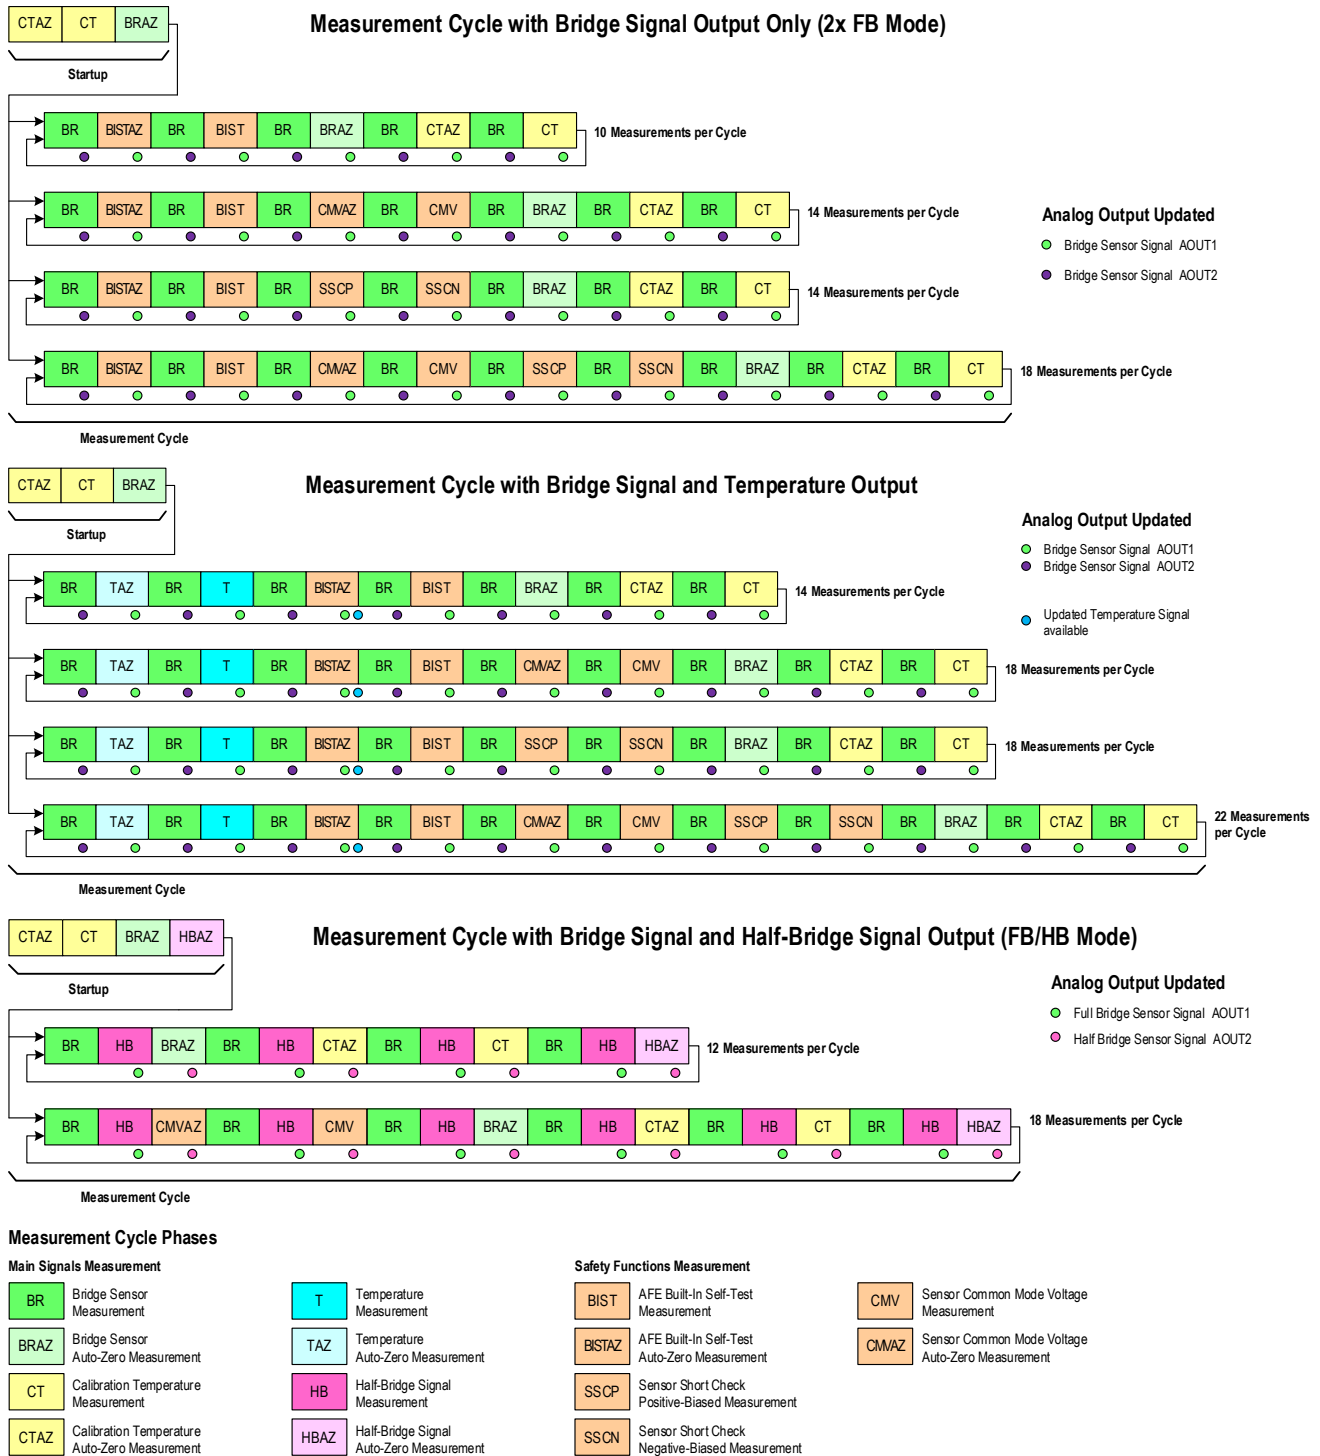 CTAZ CT BRAZ
Measurement Cycle with Bridge Signal Output Only (2x FB Mode)
Startup
BR BISTAZ BR BIST BR BRAZ BR CTAZ BR CT
10 Measurements per Cycle
BR BISTAZ BR BIST BR CMVAZ BR CMV BR BRAZ BR CTAZ BR CT
14 Measurements per Cycle
Analog Output Updated
Bridge Sensor Signal AOUT1
Bridge Sensor Signal AOUT2
BR BISTAZ BR BIST BR SSCP BR SSCN BR BRAZ BR CTAZ BR CT
14 Measurements per Cycle
BR BISTAZ BR BIST BR CMVAZ BR CMV BR SSCP BR SSCN BR BRAZ BR CTAZ BR CT
18 Measurements per Cycle
Measurement Cycle
CTAZ CT BRAZ
Measurement Cycle with Bridge Signal and Temperature Output
Startup
Analog Output Updated
Bridge Sensor Signal AOUT1
Bridge Sensor Signal AOUT2
Updated Temperature Signal
available
BR TAZ BR T BR BISTAZ BR BIST BR BRAZ BR CTAZ BR CT
14 Measurements per Cycle
BR TAZ BR T BR BISTAZ BR BIST BR CMVAZ BR CMV BR BRAZ BR CTAZ BR CT
18 Measurements per Cycle
BR TAZ BR T BR BISTAZ BR BIST BR SSCP BR SSCN BR BRAZ BR CTAZ BR CT
18 Measurements per Cycle
BR TAZ BR T BR BISTAZ BR BIST BR CMVAZ BR CMV BR SSCP BR SSCN BR BRAZ BR CTAZ BR CT
22 Measurements
per Cycle
Measurement Cycle
CTAZ CT BRAZ HBAZ
Measurement Cycle with Bridge Signal and Half-Bridge Signal Output (FB/HB Mode)
Startup
Analog Output Updated
Full Bridge Sensor Signal AOUT1
Half Bridge Sensor Signal AOUT2
BR HB BRAZ BR HB CTAZ BR HB CT BR HB HBAZ
12 Measurements per Cycle
BR HB CMVAZ BR HB CMV BR HB BRAZ BR HB CTAZ BR HB CT BR HB HBAZ
18 Measurements per Cycle
Measurement Cycle
Measurement Cycle Phases
Main Signals Measurement
BR
Bridge Sensor
Measurement
BRAZ
Bridge Sensor
Auto-Zero Measurement
CT
Calibration Temperature
Measurement
CTAZ
Calibration Temperature
Auto-Zero Measurement
T
Temperature
Measurement
TAZ
Temperature
Auto-Zero Measurement
HB
Half-Bridge Signal
Measurement
HBAZ
Half-Bridge Signal
Auto-Zero Measurement
Safety Functions Measurement
BIST
AFE Built-In Self-Test
Measurement
BISTAZ
AFE Built-In Self-Test
Auto-Zero Measurement
SSCP
Sensor Short Check
Positive-Biased Measurement
SSCN
Sensor Short Check
Negative-Biased Measurement
CMV
Sensor Common Mode Voltage
Measurement
CMVAZ
Sensor Common Mode Voltage
Auto-Zero Measurement